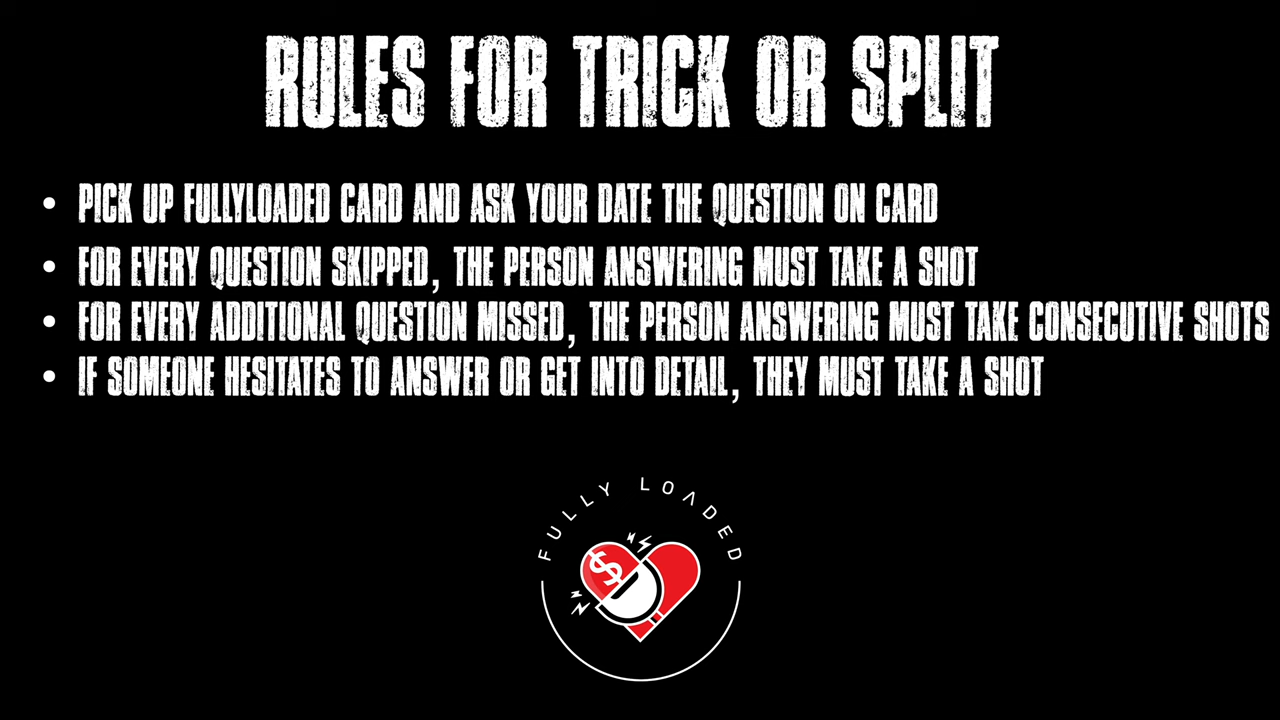 RULES FOR TRICK OR SPLIT
• PICK UP FULLYLOADED CARD AND ASK YOUR DATE THE QUESTION ON CARD
• FOR EVERY QUESTION SKIPPED, THE PERSON ANSWERING MUST TAKE A SHOT
• FOR EVERY ADDITIONAL QUESTION MISSED, THE PERSON ANSWERING MUST TAKE CONSECUTIVE SHOTS
• IF SOMEONE HESITATES TO ANSWER OR GET INTO DETAIL, THEY MUST TAKE A SHOT
FULLY LOADED
$